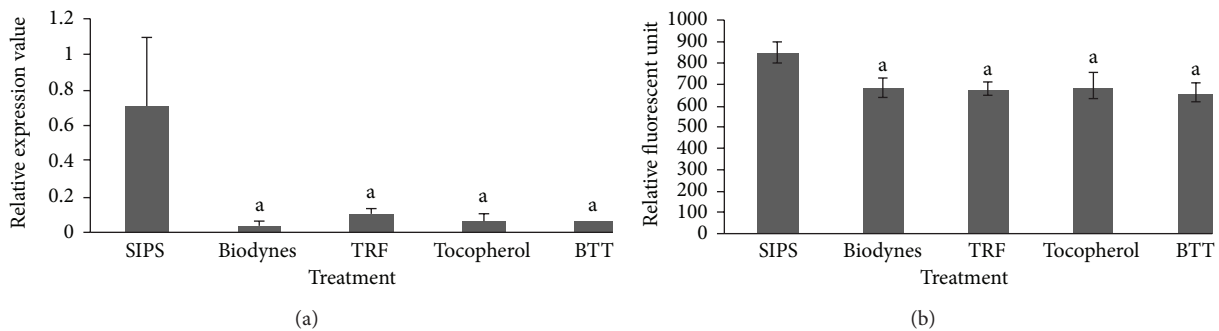 Relative expression value
1.2
1
0.8
0.6
0.4
0.2
0
a
a
a
a
SIPS Biodynes TRF Tocopherol BTT
Treatment
(a)
Relative fluorescent unit
1000
900
800
700
600
500
400
300
200
100
0
a
a
a
a
SIPS Biodynes TRF Tocopherol BTT
Treatment
(b)